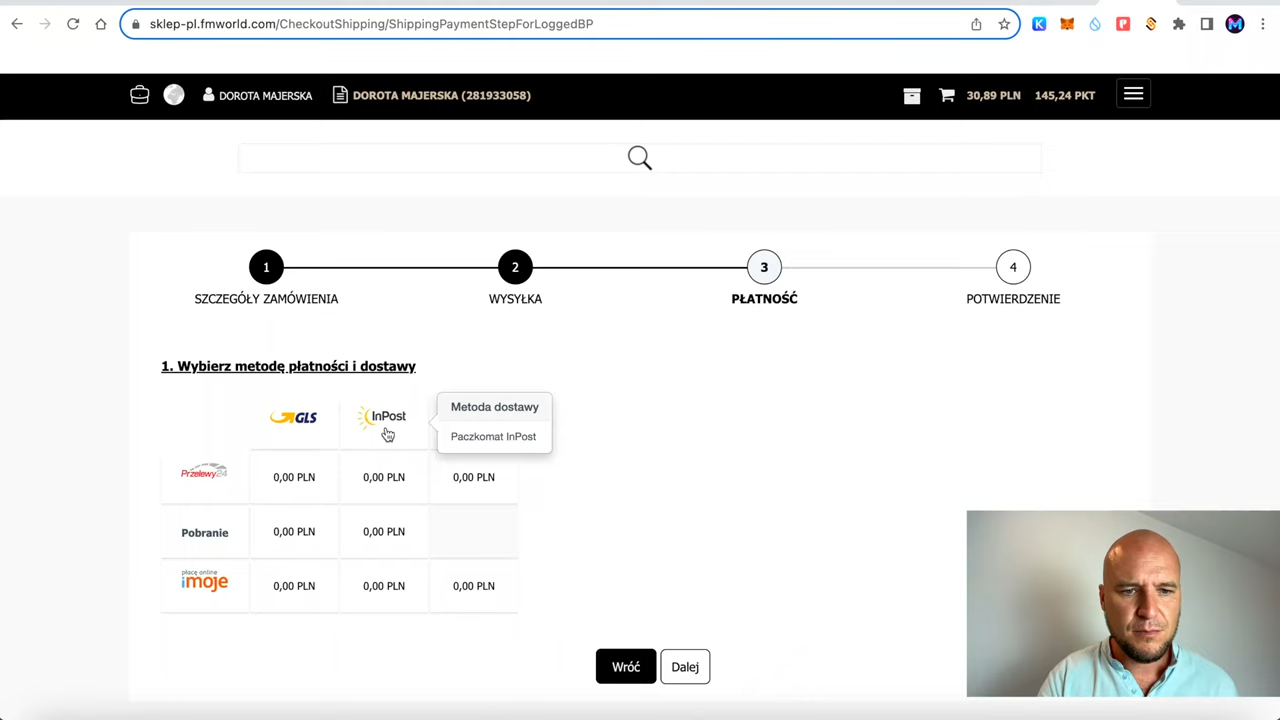 sklep-pl.fmworld.com/CheckoutShipping/ShippingPaymentStepForLoggedBP
DOROTA MAJERSKA
DOROTA MAJERSKA (281933058)
30,89 PLN
145,24 PKT
1
2
3
4
SZCZEGÓŁY ZAMÓWIENIA
WYSYŁKA
PŁATNOŚĆ
POTWIERDZENIE
1. Wybierz metodę płatności i dostawy
GLS
InPost
Metoda dostawy
Paczkomat InPost
Przelewy24
0,00 PLN
0,00 PLN
0,00 PLN
Pobranie
0,00 PLN
0,00 PLN
płacę online
imoje
0,00 PLN
0,00 PLN
0,00 PLN
Wróć
Dalej